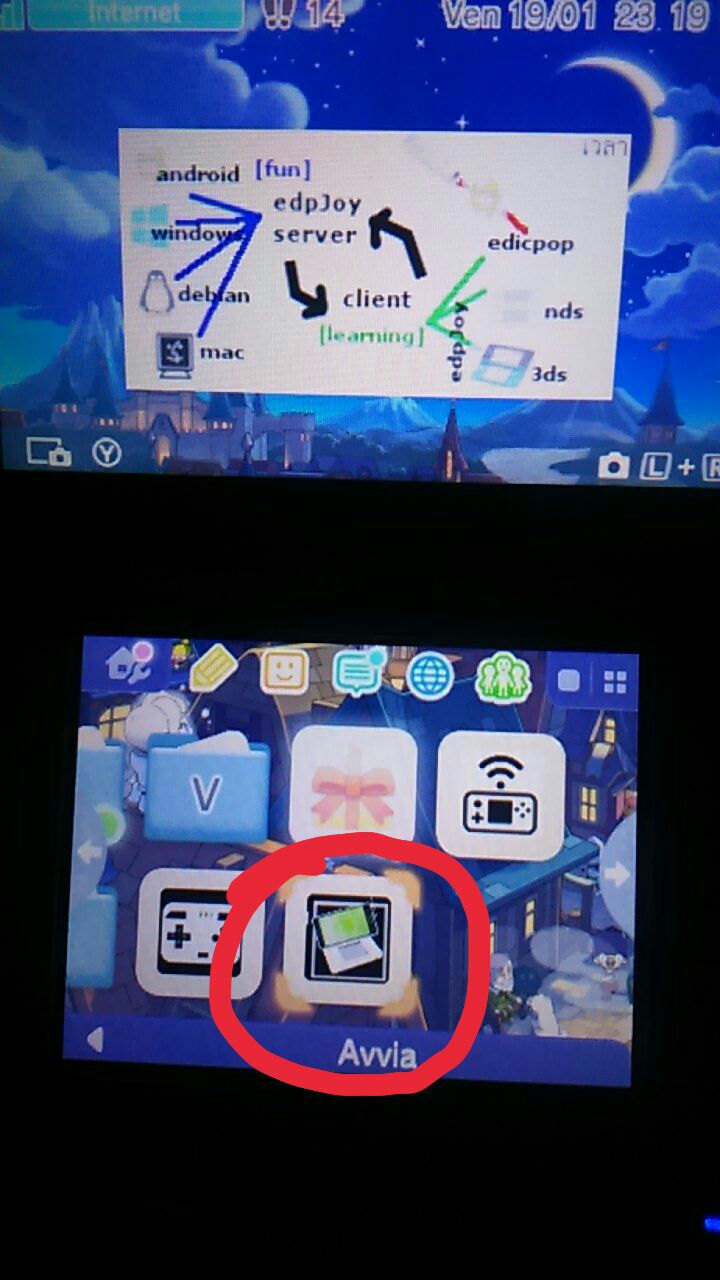 Internet
14
Ven 19/01 23 19
เวลา
android [fun]
edpJoy
windows
server
edicpop
debian
client
nds
[learning]
edpJoy
mac
3ds
Y
L + R
V
Avvia